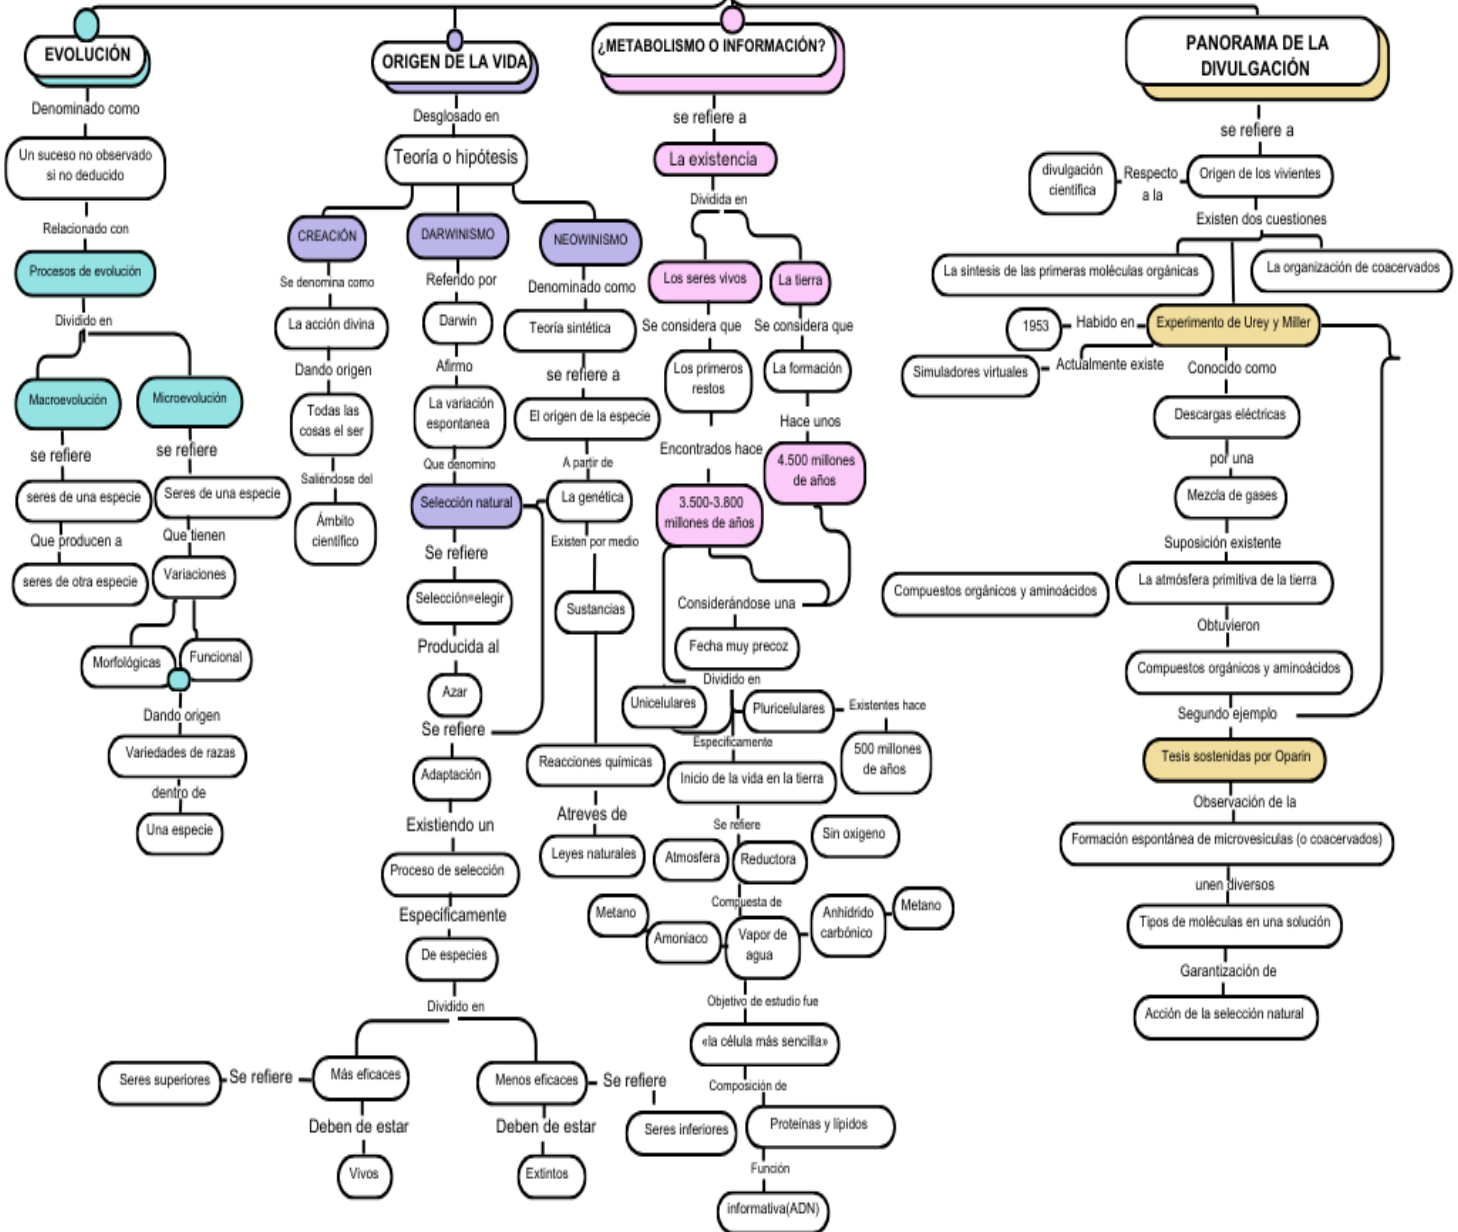 EVOLUCIÓN
Denominado como
Un suceso no observado
si no deducido
Relacionado con
Procesos de evolución
Dividido en
Macroevolución
se refiere
seres de una especie
Que producen a
seres de otra especie
Microevolución
se refiere
Seres de una especie
Que tienen
Variaciones
Morfológicas
Funcional
Dando origen
Variedades de razas
dentro de
Una especie
ORIGEN DE LA VIDA
Desglosado en
Teoría o hipótesis
CREACIÓN
Se denomina como
La acción divina
Dando origen
Todas las
cosas el ser
Saliéndose del
Ámbito
científico
DARWINISMO
Referido por
Darwin
Afirmo
La variación
espontanea
Que denomino
Selección natural
Se refiere
Selección=elegir
Producida al
Azar
Se refiere
Adaptación
Existiendo un
Proceso de selección
Específicamente
De especies
Dividido en
Más eficaces
Se refiere
Seres superiores
Deben de estar
Vivos
Menos eficaces
Se refiere
Seres inferiores
Deben de estar
Extintos
NEOWINISMO
Denominado como
Teoría sintética
se refiere a
El origen de la especie
A partir de
La genética
Existen por medio
Sustancias
Reacciones químicas
Atreves de
Leyes naturales
¿METABOLISMO O INFORMACIÓN?
se refiere a
La existencia
Dividida en
Los seres vivos
Se considera que
Los primeros
restos
Encontrados hace
3.500-3.800
millones de años
La tierra
Se considera que
La formación
Hace unos
4.500 millones
de años
Considerándose una
Fecha muy precoz
Dividido en
Unicelulares
Pluricelulares
Existentes hace
500 millones
de años
Especificamente
Inicio de la vida en la tierra
Se refiere
Atmosfera
Reductora
Sin oxigeno
Compuesta de
Metano
Amoniaco
Vapor de
agua
Anhídrido
carbónico
Metano
Objetivo de estudio fue
«la célula más sencilla»
Composición de
Proteínas y lípidos
Función
informativa(ADN)
PANORAMA DE LA
DIVULGACIÓN
se refiere a
Origen de los vivientes
Respecto
a la
divulgación
científica
Existen dos cuestiones
La síntesis de las primeras moléculas orgánicas
La organización de coacervados
Experimento de Urey y Miller
Habido en
1953
Actualmente existe
Simuladores virtuales
Conocido como
Descargas eléctricas
por una
Mezcla de gases
Suposición existente
La atmósfera primitiva de la tierra
Compuestos orgánicos y aminoácidos
Obtuvieron
Compuestos orgánicos y aminoácidos
Segundo ejemplo
Tesis sostenidas por Oparin
Observación de la
Formación espontánea de microvesiculas (o coacervados)
unen diversos
Tipos de moléculas en una solución
Garantización de
Acción de la selección natural